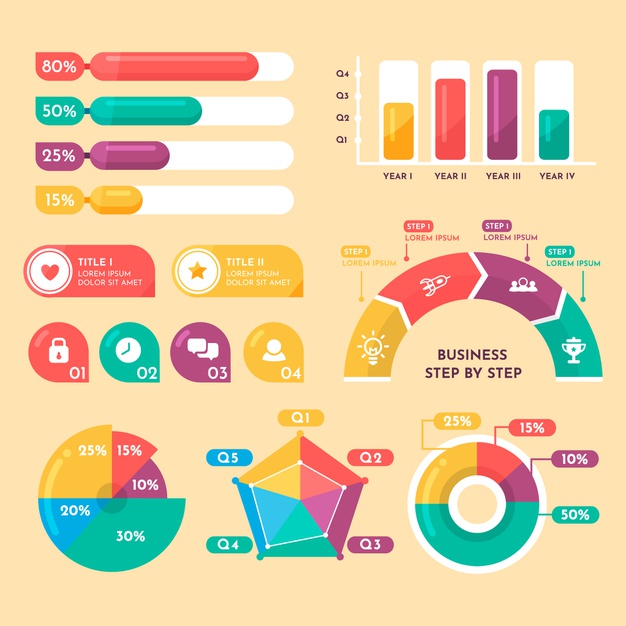 80%
50%
25%
15%
Q4
Q3
Q2
Q1
YEAR I YEAR II YEAR III YEAR IV
TITLE I
LOREM IPSUM
DOLOR SIT AMET
TITLE II
LOREM IPSUM
DOLOR SIT AMET
01 02 03 04
STEP 1
LOREM IPSUM
STEP 1
LOREM IPSUM
STEP 1
LOREM IPSUM
STEP 1
LOREM IPSUM
BUSINESS
STEP BY STEP
25% 15%
10%
20%
30%
Q1
Q5 Q2
Q4 Q3
25%
15%
10%
50%